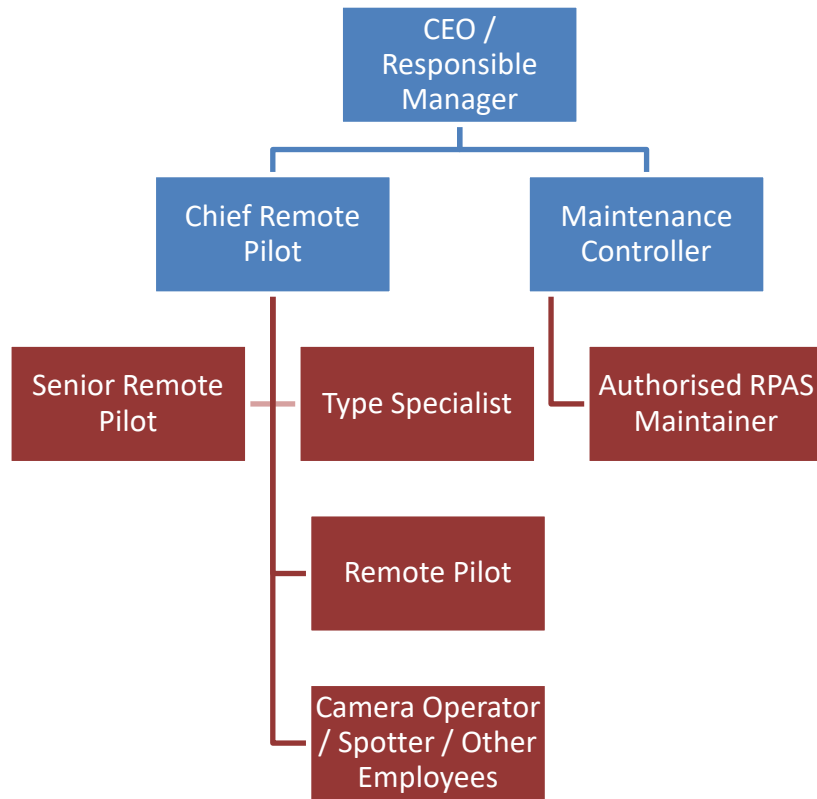 CEO /
Responsible
Manager
Chief Remote
Pilot
Maintenance
Controller
Senior Remote
Pilot
Type Specialist
Authorised RPAS
Maintainer
Remote Pilot
Camera Operator
/ Spotter / Other
Employees